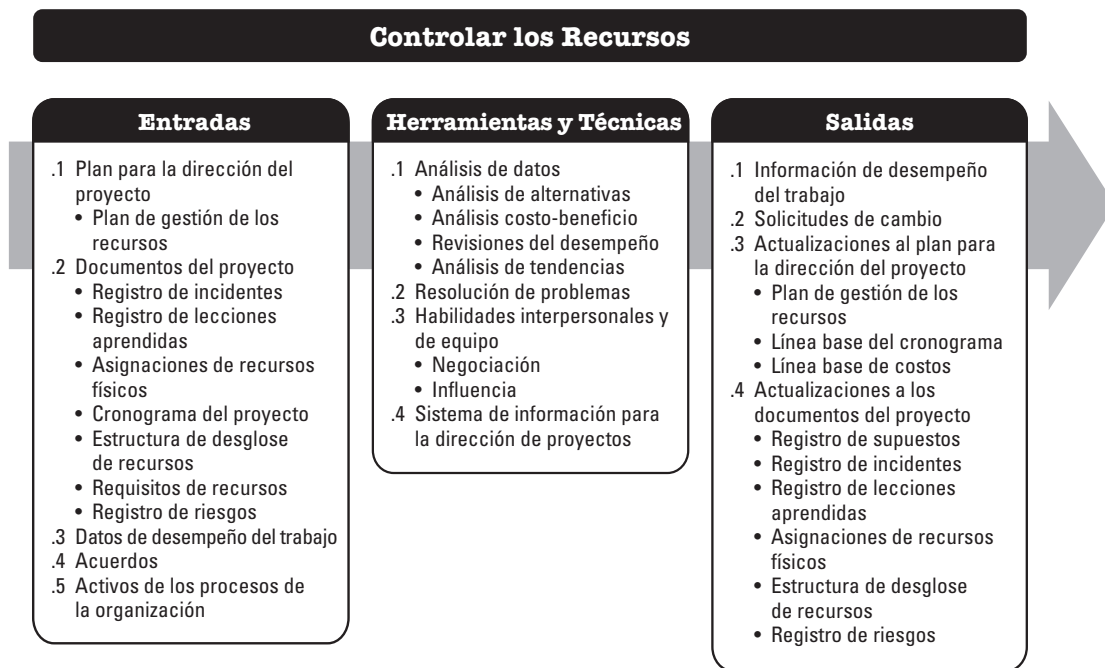 Controlar los Recursos
Entradas
.1 Plan para la dirección del
proyecto
• Plan de gestión de los
recursos
.2 Documentos del proyecto
• Registro de incidentes
• Registro de lecciones
aprendidas
• Asignaciones de recursos
físicos
• Cronograma del proyecto
• Estructura de desglose
de recursos
• Requisitos de recursos
• Registro de riesgos
.3 Datos de desempeño del trabajo
.4 Acuerdos
.5 Activos de los procesos de
la organización
Herramientas y Técnicas
.1 Análisis de datos
• Análisis de alternativas
• Análisis costo-beneficio
• Revisiones del desempeño
• Análisis de tendencias
.2 Resolución de problemas
.3 Habilidades interpersonales y
de equipo
• Negociación
• Influencia
.4 Sistema de información para
la dirección de proyectos
Salidas
.1 Información de desempeño
del trabajo
.2 Solicitudes de cambio
.3 Actualizaciones al plan para
la dirección del proyecto
• Plan de gestión de los
recursos
• Línea base del cronograma
• Línea base de costos
.4 Actualizaciones a los
documentos del proyecto
• Registro de supuestos
• Registro de incidentes
• Registro de lecciones
aprendidas
• Asignaciones de recursos
físicos
• Estructura de desglose
de recursos
• Registro de riesgos